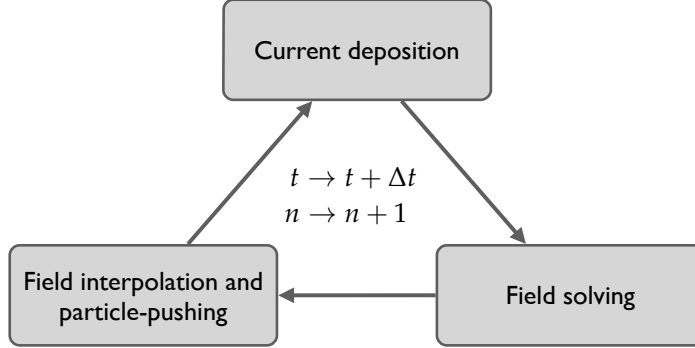 Current deposition
t → t + Δt
n → n + 1
Field interpolation and
particle-pushing
Field solving